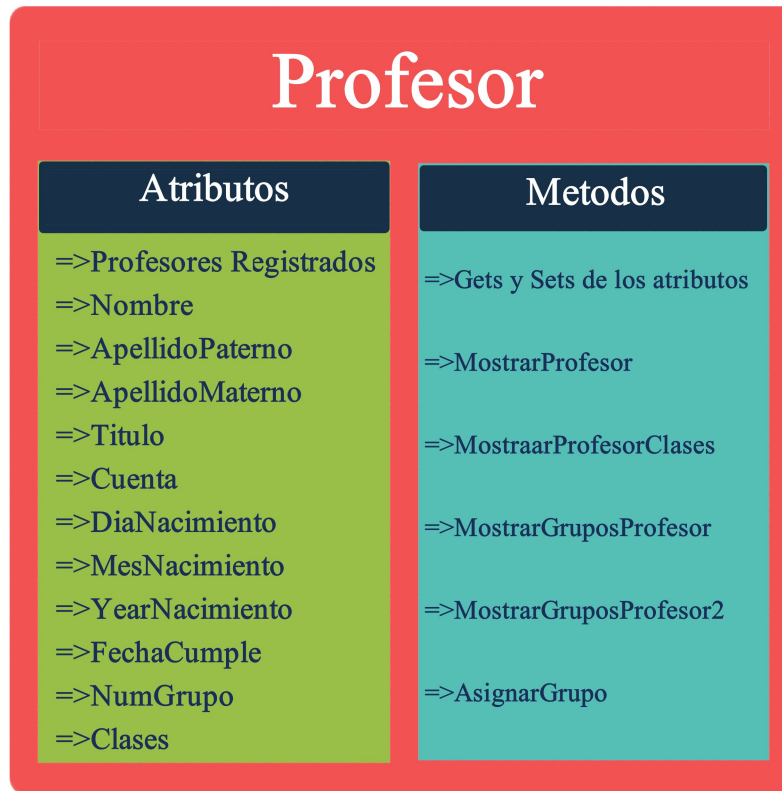 Profesor
Atributos
=>Profesores Registrados
=>Nombre
=>ApellidoPaterno
=>ApellidoMaterno
=>Titulo
=>Cuenta
=>DiaNacimiento
=>MesNacimiento
=>YearNacimiento
=>FechaCumple
=>NumGrupo
=>Clases
Metodos
=>Gets y Sets de los atributos
=>MostrarProfesor
=>MostraarProfesorClases
=>MostrarGruposProfesor
=>MostrarGruposProfesor2
=>AsignarGrupo